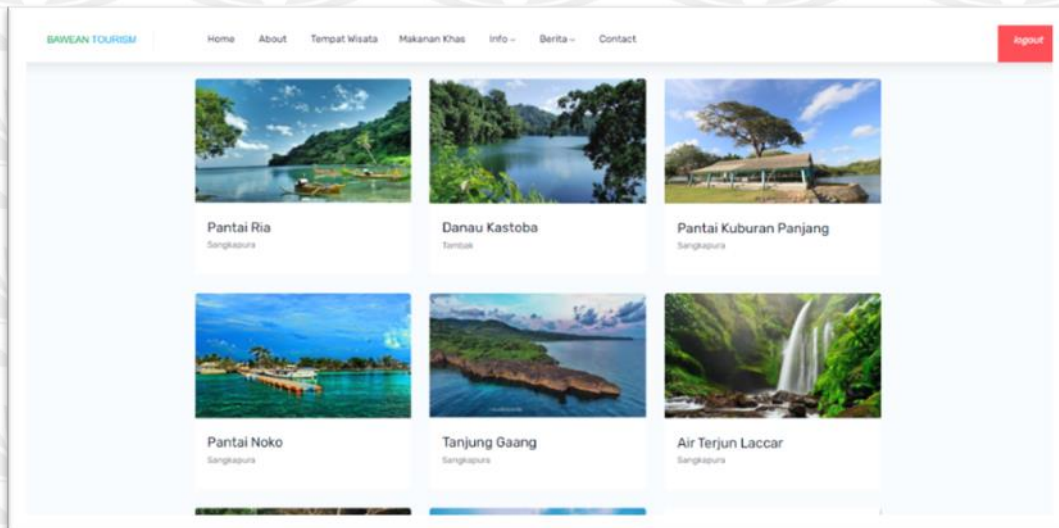 BAWEAN TOURISM Home About Tempat Wisata Makanan Khas Info Berita Contact logout
Pantai Ria Danau Kastoba Pantai Kuburan Panjang
Sangkapura Tambak Sangkapura
Pantai Noko Tanjung Gaang Air Terjun Laccar
Sangkapura Sangkapura Sangkapura